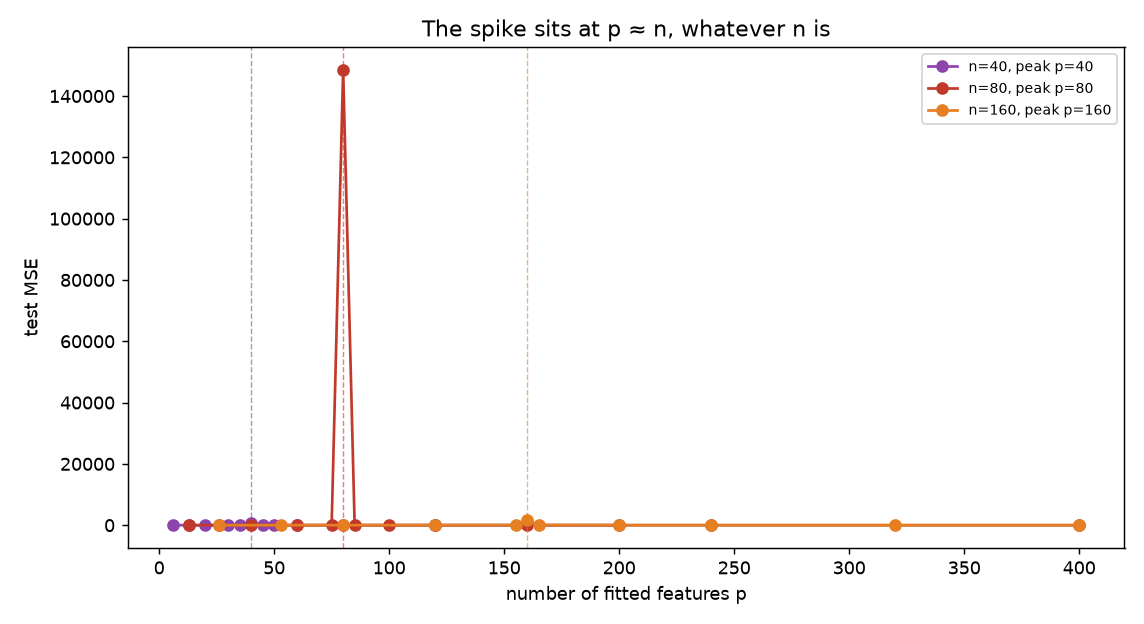 The spike sits at p ≈ n, whatever n is
n=40, peak p=40
n=80, peak p=80
n=160, peak p=160
test MSE
140000
120000
100000
80000
60000
40000
20000
0
0 50 100 150 200 250 300 350 400
number of fitted features p